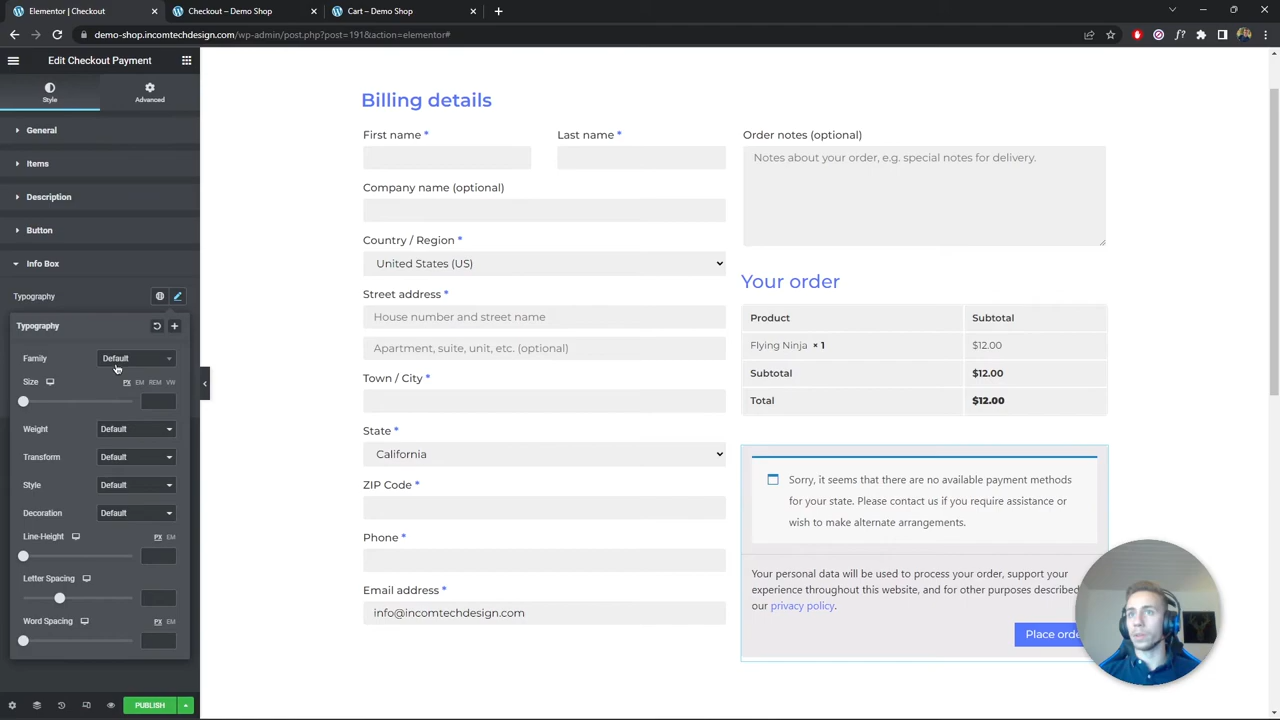 Elementor | Checkout
Checkout – Demo Shop
Cart – Demo Shop
demo-shop.incomtechdesign.com/wp-admin/post.php?post=191&action=elementor#
Edit Checkout Payment
Style
Advanced
General
Items
Description
Button
Info Box
Typography
Typography
Family
Default
Size
PX EM REM VW
Weight
Default
Transform
Default
Style
Default
Decoration
Default
Line-Height
PX EM
Letter Spacing
Word Spacing
PX EM
PUBLISH
Billing details
First name *
Last name *
Company name (optional)
Country / Region *
United States (US)
Street address *
House number and street name
Apartment, suite, unit, etc. (optional)
Town / City *
State *
California
ZIP Code *
Phone *
Email address *
info@incomtechdesign.com
Order notes (optional)
Notes about your order, e.g. special notes for delivery.
Your order
Product Subtotal
Flying Ninja × 1 $12.00
Subtotal $12.00
Total $12.00
Sorry, it seems that there are no available payment methods
for your state. Please contact us if you require assistance or
wish to make alternate arrangements.
Your personal data will be used to process your order, support your
experience throughout this website, and for other purposes described
our privacy policy.
Place